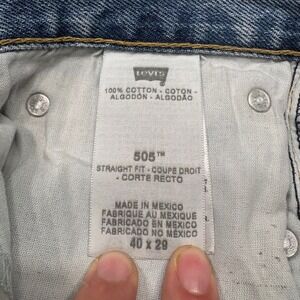 Levi's
100% COTTON - COTON -
ALGODÓN - ALGODÃO
505™
STRAIGHT FIT - COUPE DROIT
- CORTE RECTO
MADE IN MEXICO
FABRIQUE AU MEXIQUE
FABRICADO EN MEXICO
FABRICADO NO MÉXICO
40 x 29